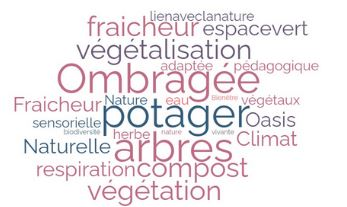 lienaveclanature
fraicheur espacevert
végétalisation
adaptée pédagogique
Ombragée
Fraicheur Nature eau Bienêtre végétaux
potager Oasis
sensorielle
biodiversité herbe nature vivante Climat
Naturelle arbres
respiration compost
végétation